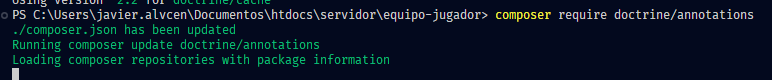 Using version ^2.2 for doctrine/cache
PS C:\Users\javier.alvcen\Documentos\htdocs\servidor\equipo-jugador> composer require doctrine/annotations
./composer.json has been updated
Running composer update doctrine/annotations
Loading composer repositories with package information